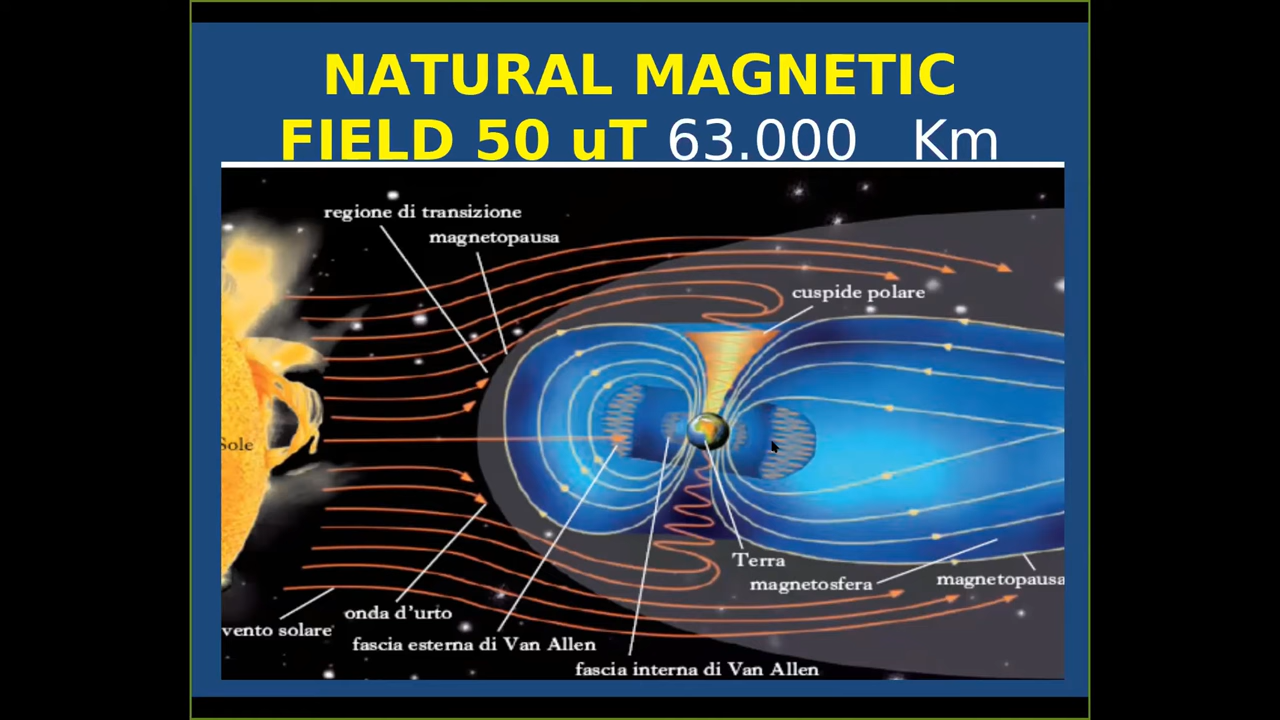 NATURAL MAGNETIC
FIELD 50 uT 63.000 Km
regione di transizione
magnetopausa
cuspide polare
Sole
Terra
magnetosfera
magnetopausa
onda d'urto
vento solare
fascia esterna di Van Allen
fascia interna di Van Allen